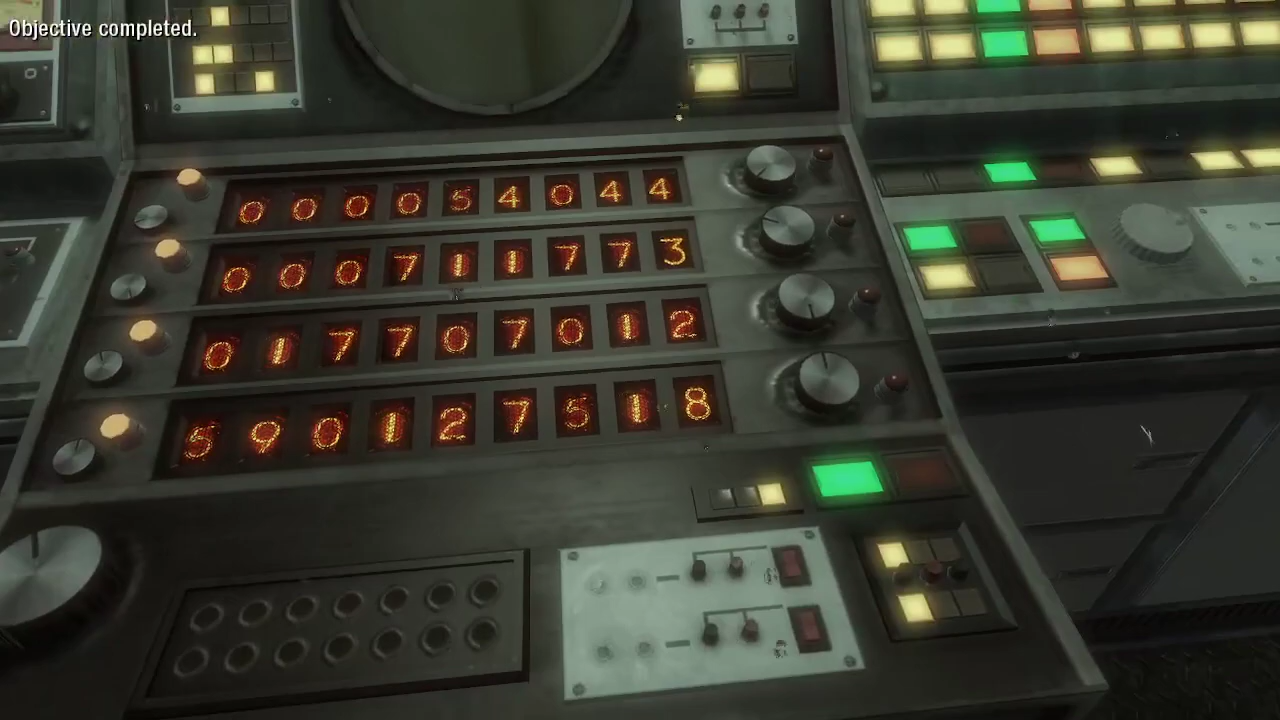 Objective completed.
000054044
000711773
017707012
590127518